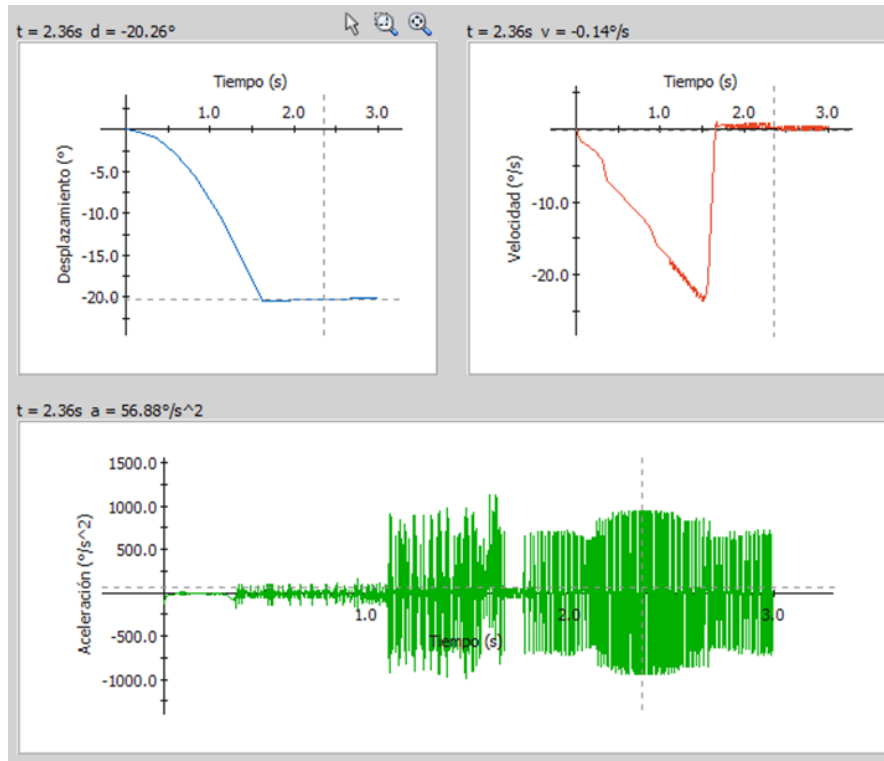 t = 2.36s d = -20.26°
Tiempo (s)
1.0 2.0 3.0
-5.0
-10.0
-15.0
-20.0
Desplazamiento (°)
t = 2.36s v = -0.14°/s
Tiempo (s)
1.0 2.0 3.0
-10.0
-20.0
Velocidad (°/s)
t = 2.36s a = 56.88°/s^2
1500.0
1000.0
500.0
-500.0
-1000.0
Aceleración (°/s^2)
1.0 2.0 3.0
Tiempo (s)